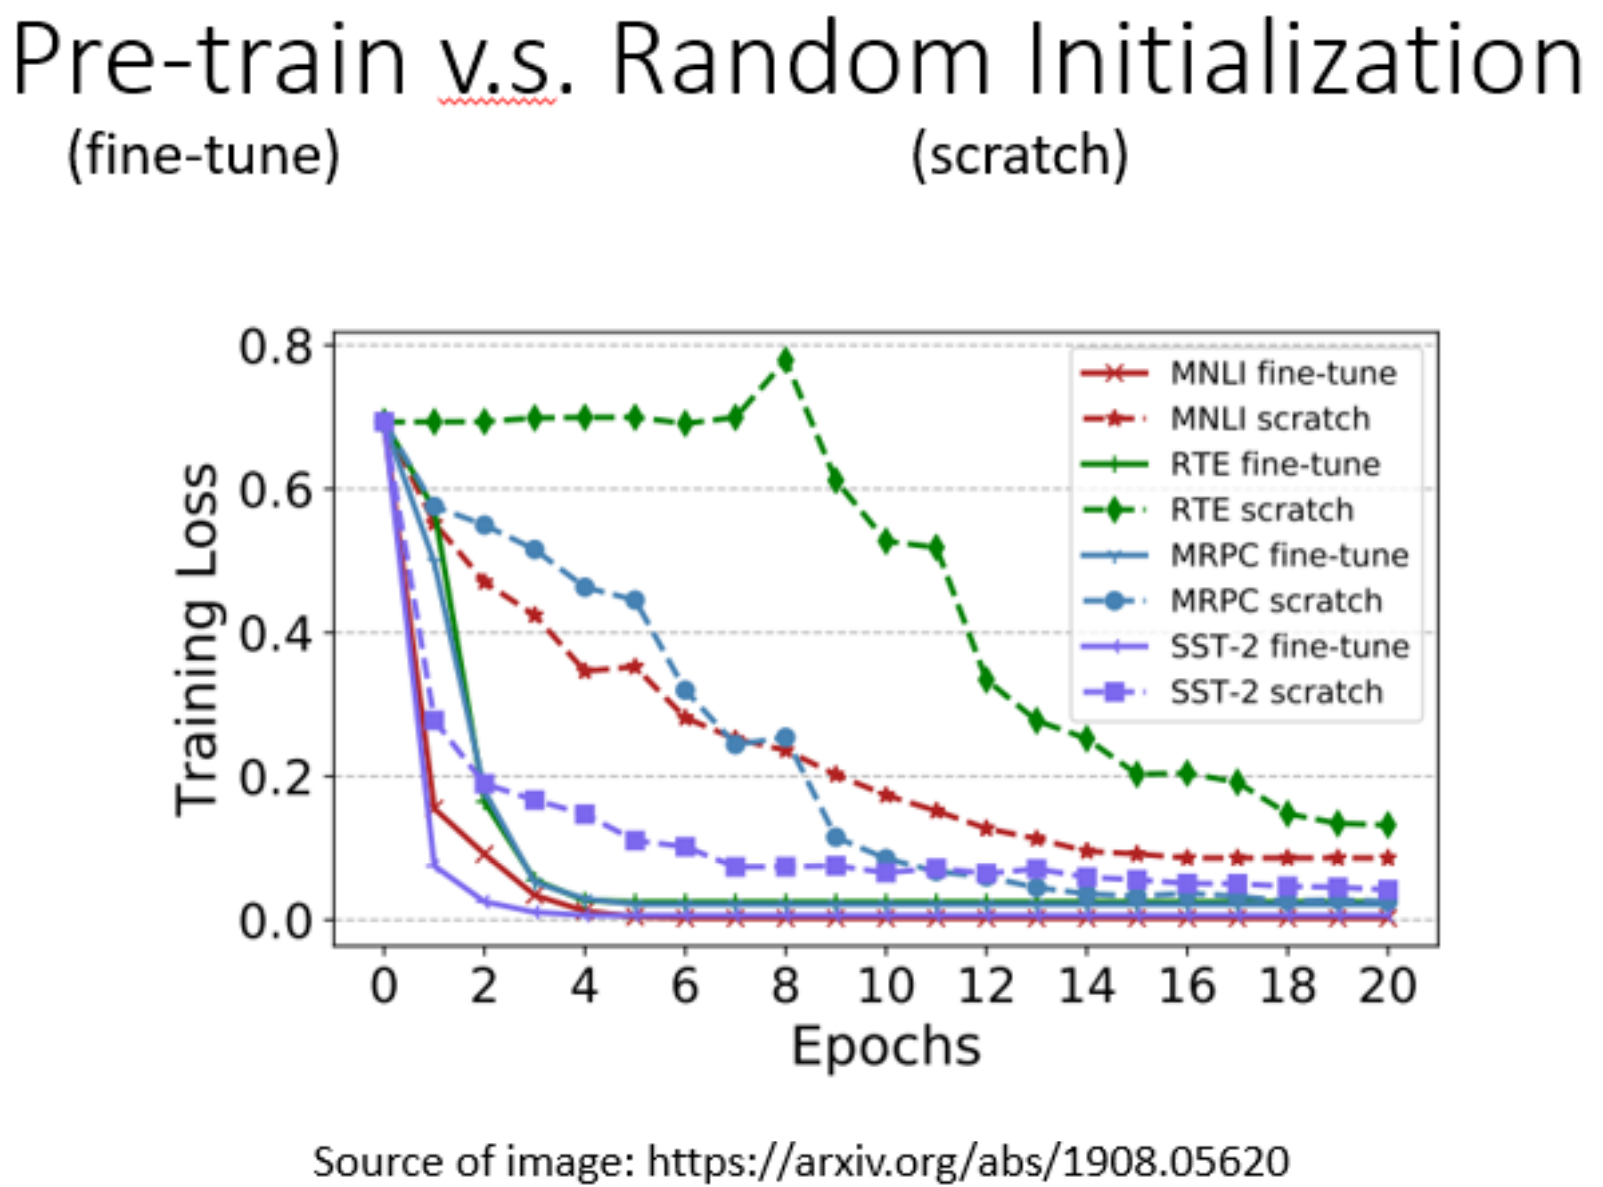 Pre-train v.s. Random Initialization
(fine-tune) (scratch)
0.8
0.6
0.4
0.2
0.0
Training Loss
MNLI fine-tune
MNLI scratch
RTE fine-tune
RTE scratch
MRPC fine-tune
MRPC scratch
SST-2 fine-tune
SST-2 scratch
0 2 4 6 8 10 12 14 16 18 20
Epochs
Source of image: https://arxiv.org/abs/1908.05620